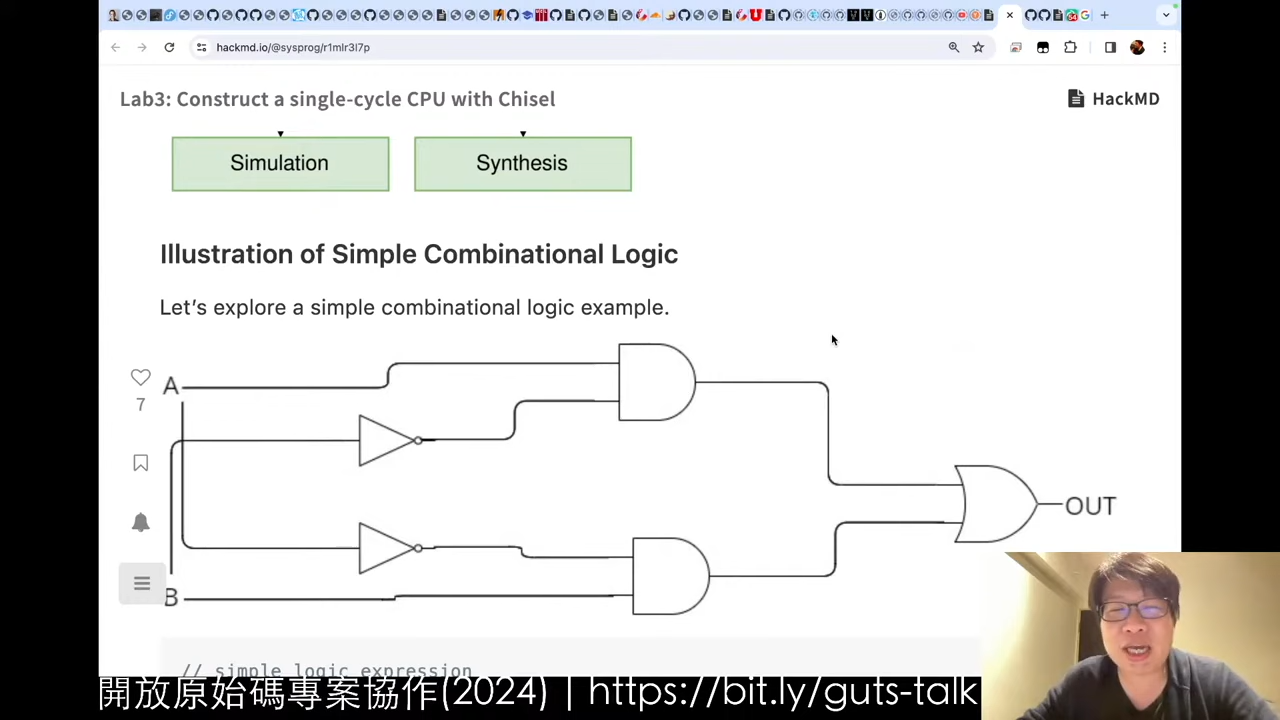 hackmd.io/@sysprog/r1mlr3I7p
Lab3: Construct a single-cycle CPU with Chisel
HackMD
Simulation
Synthesis
Illustration of Simple Combinational Logic
Let's explore a simple combinational logic example.
A
7
OUT
B
// simple logic expression
開放原始碼專案協作(2024) | https://bit.ly/guts-talk